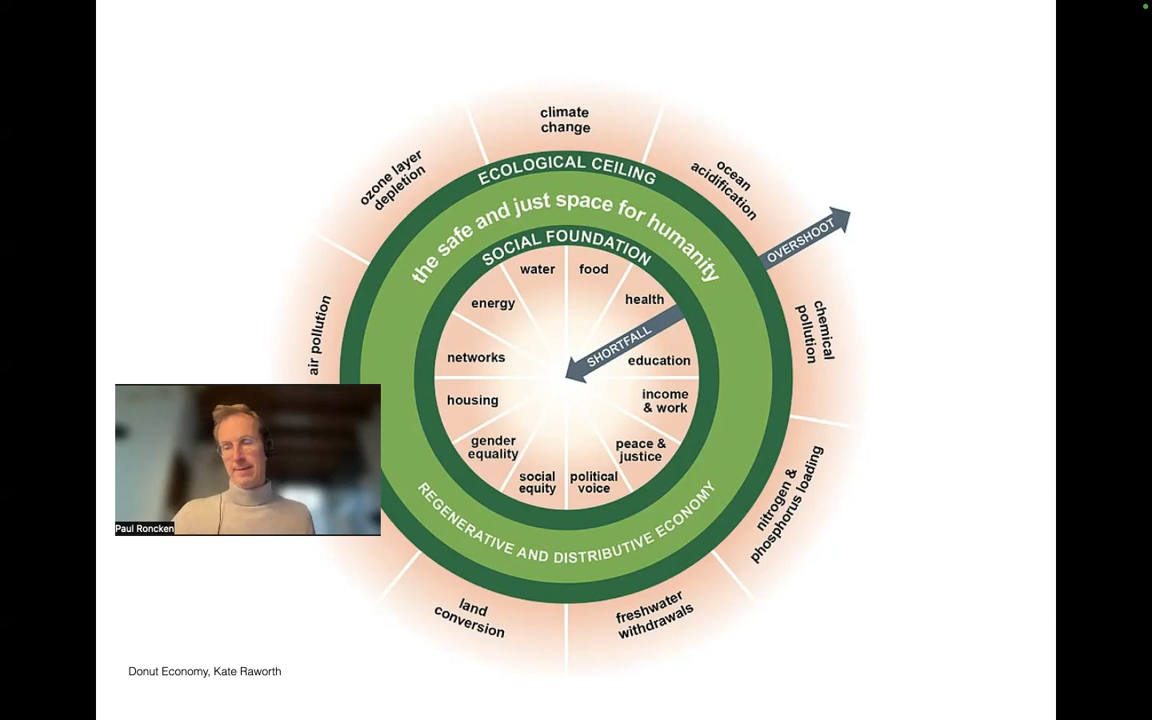 climate
change
ozone layer
depletion
ocean
acidification
ECOLOGICAL CEILING
the safe and just space for humanity
OVERSHOOT
SOCIAL FOUNDATION
water
food
energy
health
air pollution
chemical
pollution
SHORTFALL
networks
education
housing
income
& work
gender
equality
peace &
justice
social
equity
political
voice
nitrogen &
phosphorus loading
REGENERATIVE AND DISTRIBUTIVE ECONOMY
Paul Roncken
land
conversion
freshwater
withdrawals
Donut Economy, Kate Raworth